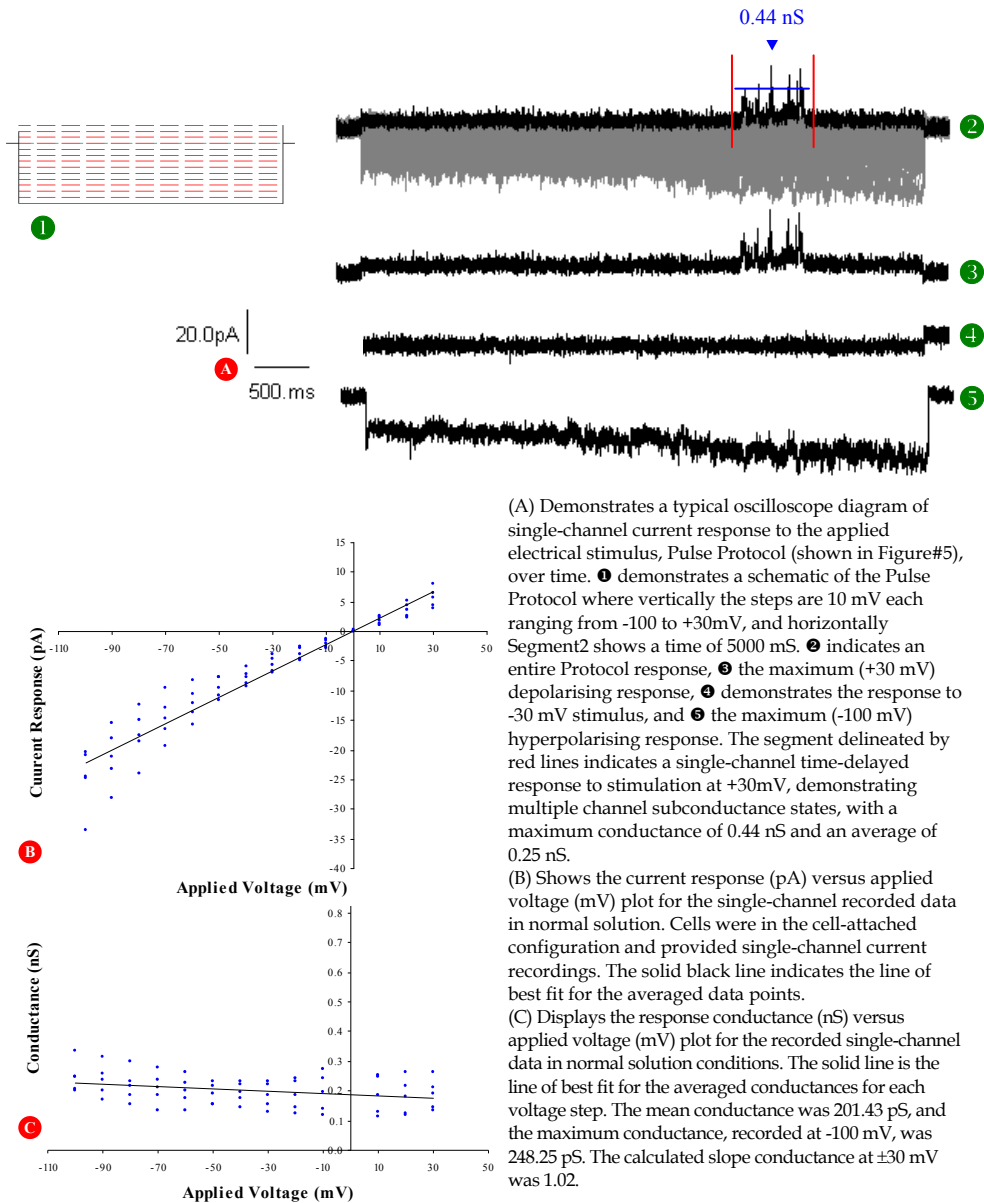 0.44 nS
2
1
3
4
20.0pA
A
500.ms
5
(A) Demonstrates a typical oscilloscope diagram of
single-channel current response to the applied
electrical stimulus, Pulse Protocol (shown in Figure#5),
over time. ❶ demonstrates a schematic of the Pulse
Protocol where vertically the steps are 10 mV each
ranging from -100 to +30mV, and horizontally
Segment2 shows a time of 5000 mS. ❷ indicates an
entire Protocol response, ❸ the maximum (+30 mV)
depolarising response, ❹ demonstrates the response to
-30 mV stimulus, and ❺ the maximum (-100 mV)
hyperpolarising response. The segment delineated by
red lines indicates a single-channel time-delayed
response to stimulation at +30mV, demonstrating
multiple channel subconductance states, with a
maximum conductance of 0.44 nS and an average of
0.25 nS.
(B) Shows the current response (pA) versus applied
voltage (mV) plot for the single-channel recorded data
in normal solution. Cells were in the cell-attached
configuration and provided single-channel current
recordings. The solid black line indicates the line of
best fit for the averaged data points.
(C) Displays the response conductance (nS) versus
applied voltage (mV) plot for the recorded single-channel
data in normal solution conditions. The solid line is the
line of best fit for the averaged conductances for each
voltage step. The mean conductance was 201.43 pS, and
the maximum conductance, recorded at -100 mV, was
248.25 pS. The calculated slope conductance at ±30 mV
was 1.02.
15
10
5
0
-5
-10
-15
-20
-25
-30
-35
-40
-110 -90 -70 -50 -30 -10 10 30 50
Cuurent Response (pA)
B
Applied Voltage (mV)
0.8
0.7
0.6
0.5
0.4
0.3
0.2
0.1
0.0
Conductance (nS)
C
-110 -90 -70 -50 -30 -10 10 30 50
Applied Voltage (mV)